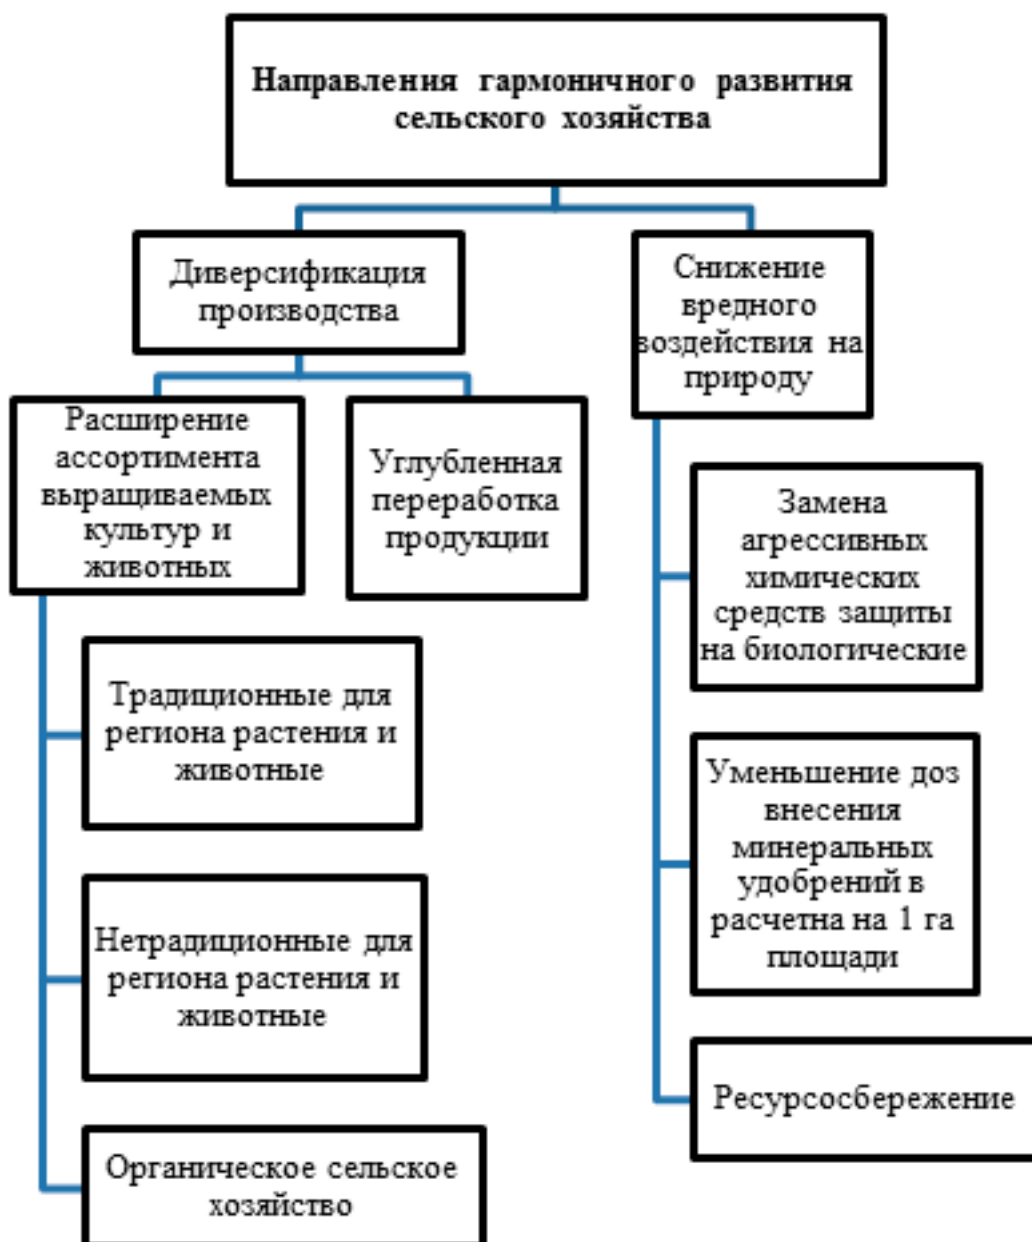 Направления гармоничного развития
сельского хозяйства
Диверсификация
производства
Снижение
вредного
воздействия на
природу
Расширение
ассортимента
выращиваемых
культур и
животных
Углубленная
переработка
продукции
Традиционные для
региона растения и
животные
Нетрадиционные для
региона растения и
животные
Органическое сельское
хозяйство
Замена
агрессивных
химических
средств защиты
на биологические
Уменьшение доз
внесения
минеральных
удобрений в
расчетна на 1 га
площади
Ресурсосбережение